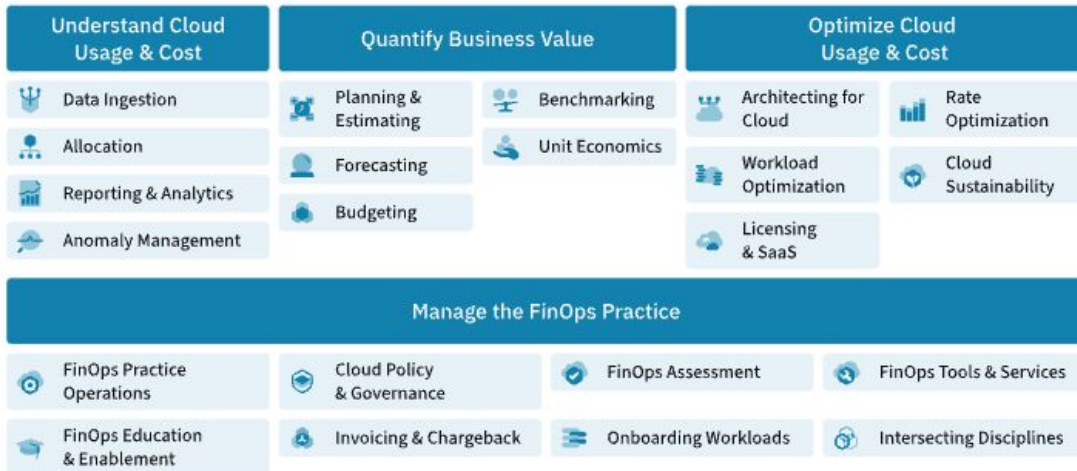 Understand Cloud
Usage & Cost
Data Ingestion
Allocation
Reporting & Analytics
Anomaly Management
Quantify Business Value
Planning &
Estimating
Forecasting
Budgeting
Benchmarking
Unit Economics
Optimize Cloud
Usage & Cost
Architecting for
Cloud
Workload
Optimization
Licensing
& SaaS
Rate
Optimization
Cloud
Sustainability
Manage the FinOps Practice
FinOps Practice
Operations
FinOps Education
& Enablement
Cloud Policy
& Governance
Invoicing & Chargeback
FinOps Assessment
Onboarding Workloads
FinOps Tools & Services
Intersecting Disciplines